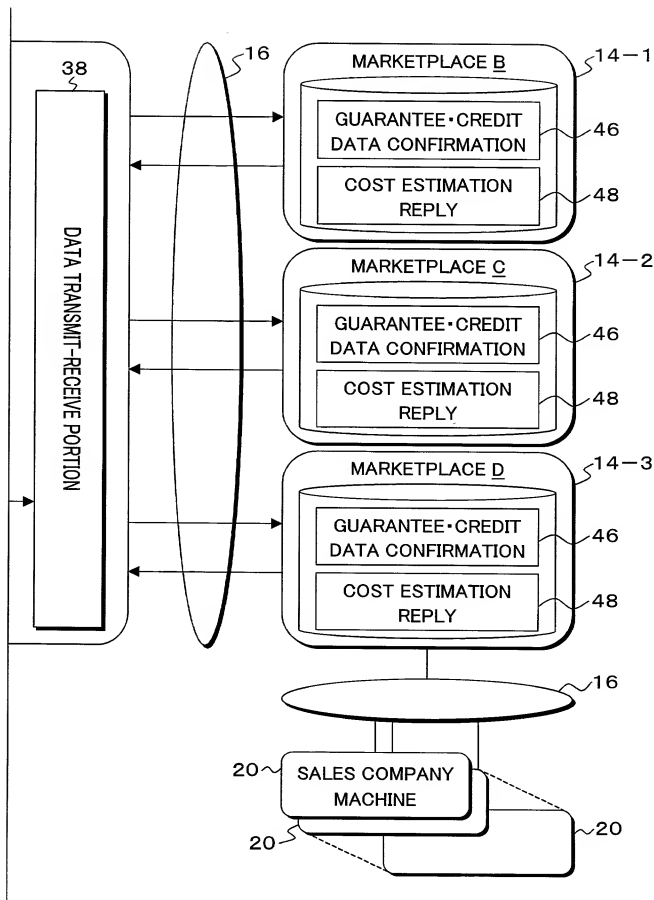 38
DATA TRANSMIT-RECEIVE PORTION
16
MARKETPLACE B
14-1
GUARANTEE・CREDIT
DATA CONFIRMATION
46
COST ESTIMATION
REPLY
48
MARKETPLACE C
14-2
GUARANTEE・CREDIT
DATA CONFIRMATION
46
COST ESTIMATION
REPLY
48
MARKETPLACE D
14-3
GUARANTEE・CREDIT
DATA CONFIRMATION
46
COST ESTIMATION
REPLY
48
16
20
SALES COMPANY
MACHINE
20
20